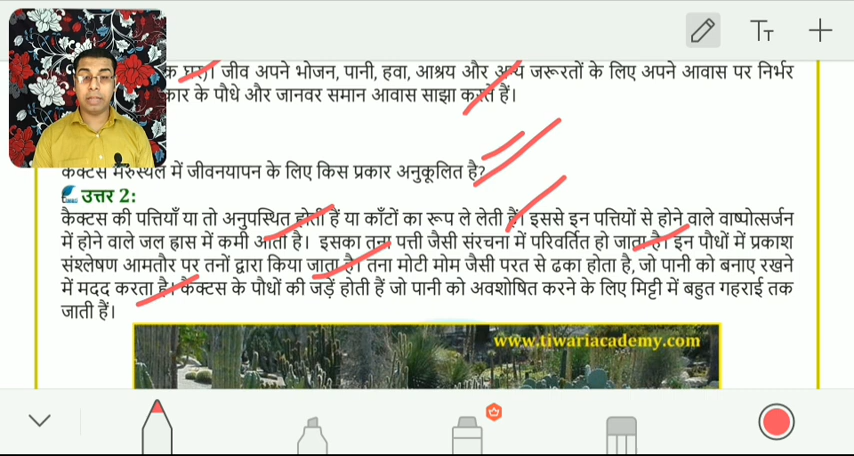 क घर)। जीव अपने भोजन, पानी, हवा, आश्रय और अन्य जरूरतों के लिए अपने आवास पर निर्भर
कार के पौधे और जानवर समान आवास साझा करते हैं।
कैक्टस मरुस्थल में जीवनयापन के लिए किस प्रकार अनुकूलित है?
उत्तर 2:
कैक्टस की पत्तियाँ या तो अनुपस्थित होती हैं या काँटों का रूप ले लेती हैं। इससे इन पत्तियों से होने वाले वाष्पोत्सर्जन
में होने वाले जल ह्रास में कमी आती है। इसका तना पत्ती जैसी संरचना में परिवर्तित हो जाता है। इन पौधों में प्रकाश
संश्लेषण आमतौर पर तनों द्वारा किया जाता है। तना मोटी मोम जैसी परत से ढका होता है, जो पानी को बनाए रखने
में मदद करता है। कैक्टस के पौधों की जड़ें होती हैं जो पानी को अवशोषित करने के लिए मिट्टी में बहुत गहराई तक
जाती हैं।
www.tiwariacademy.com